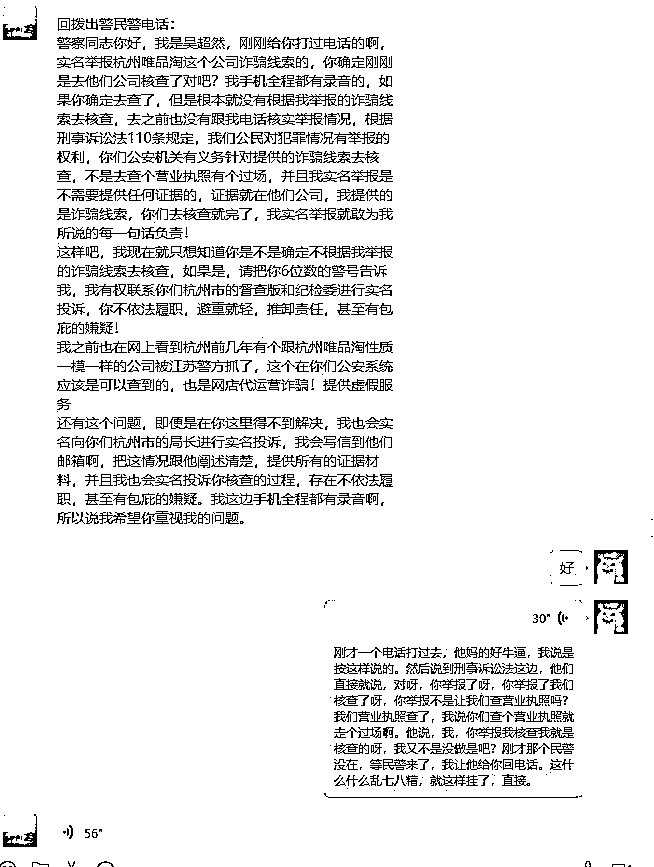 回拨出警民警电话：
警察同志你好，我是吴超然，刚刚给你打过电话的啊，
实名举报杭州唯品淘这个公司诈骗线索的，你确定刚刚
是去他们公司核查了对吧？我手机全程都有录音的，如
果你确定去查了，但是根本就没有根据我举报的诈骗线
索去核查，去之前也没有跟我电话核实举报情况，根据
刑事诉讼法110条规定，我们公民对犯罪情况有举报的
权利，你们公安机关有义务针对提供的诈骗线索去核
查，不是去查个营业执照有个过场，并且我实名举报是
不需要提供任何证据的，证据就在他们公司，我提供的
是诈骗线索，你们去核查就完了，我实名举报就敢为我
所说的每一句话负责！
这样吧，我现在就只想知道你是不是确定不根据我举报
的诈骗线索去核查，如果是，请把你6位数的警号告诉
我，我有权联系你们杭州市的督查版和纪检委进行实名
投诉，你不依法履职，避重就轻，推卸责任，甚至有包
庇的嫌疑！
我之前也在网上看到杭州前几年有个跟杭州唯品淘性质
一模一样的公司被江苏警方抓了，这个在你们公安系统
应该是可以查到的，也是网店代运营诈骗！提供虚假服
务
还有这个问题，即便是在你这里得不到解决，我也会实
名向你们杭州市的局长进行实名投诉，我会写信到他们
邮箱啊，把这情况跟他阐述清楚，提供所有的证据材
料，并且我也会实名投诉你核查的过程，存在不依法履
职，甚至有包庇的嫌疑。我这边手机全程都有录音啊，
所以说我希望你重视我的问题。
好
30"
刚才一个电话打过去，他妈的好牛逼，我说是
按这样说的。然后说到刑事诉讼法这边，他们
直接就说，对呀，你举报了呀，你举报了我们
核查了呀，你举报不是让我们查营业执照吗？
我们营业执照查了，我说你们查个营业执照就
走个过场啊。他说，我，你举报我核查我就是
核查的呀，我又不是没做是吧？刚才那个民警
没在，等民警来了，我让他给你回电话。这什
么什么乱七八糟，就这样挂了，直接。
56"